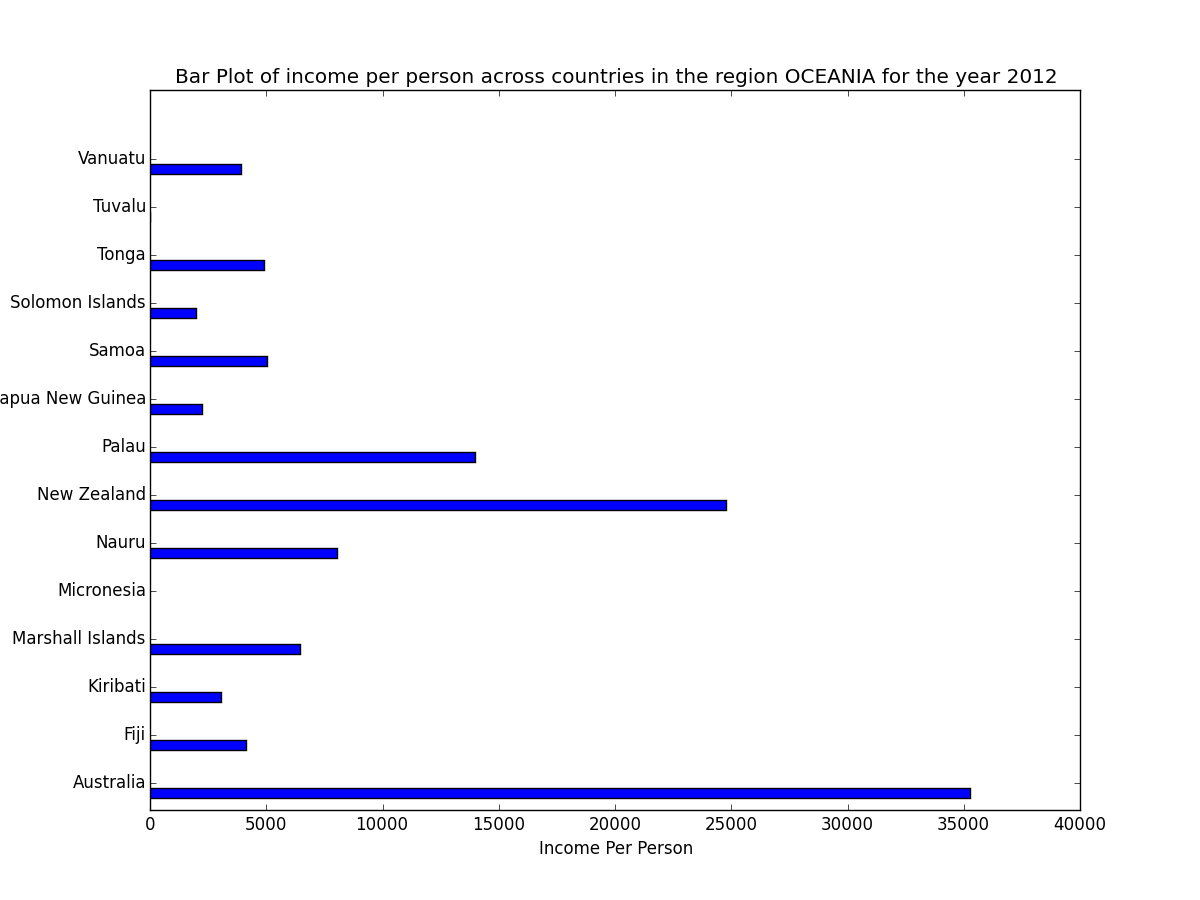 Bar Plot of income per person across countries in the region OCEANIA for the year 2012
Vanuatu
Tuvalu
Tonga
Solomon Islands
Samoa
apua New Guinea
Palau
New Zealand
Nauru
Micronesia
Marshall Islands
Kiribati
Fiji
Australia
0 5000 10000 15000 20000 25000 30000 35000 40000
Income Per Person